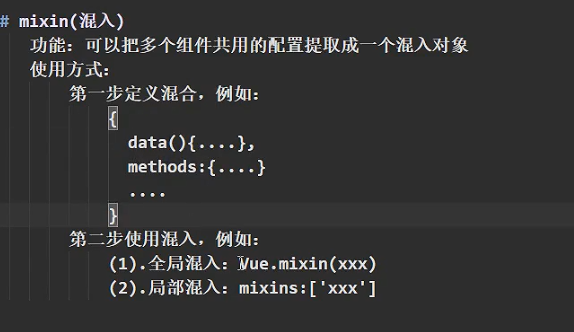 # mixin(混入)
功能：可以把多个组件共用的配置提取成一个混入对象
使用方式：
第一步定义混合，例如：
{
data(){....},
methods:{....}
....
}
第二步使用混入，例如：
(1).全局混入：Vue.mixin(xxx)
(2).局部混入：mixins:['xxx']